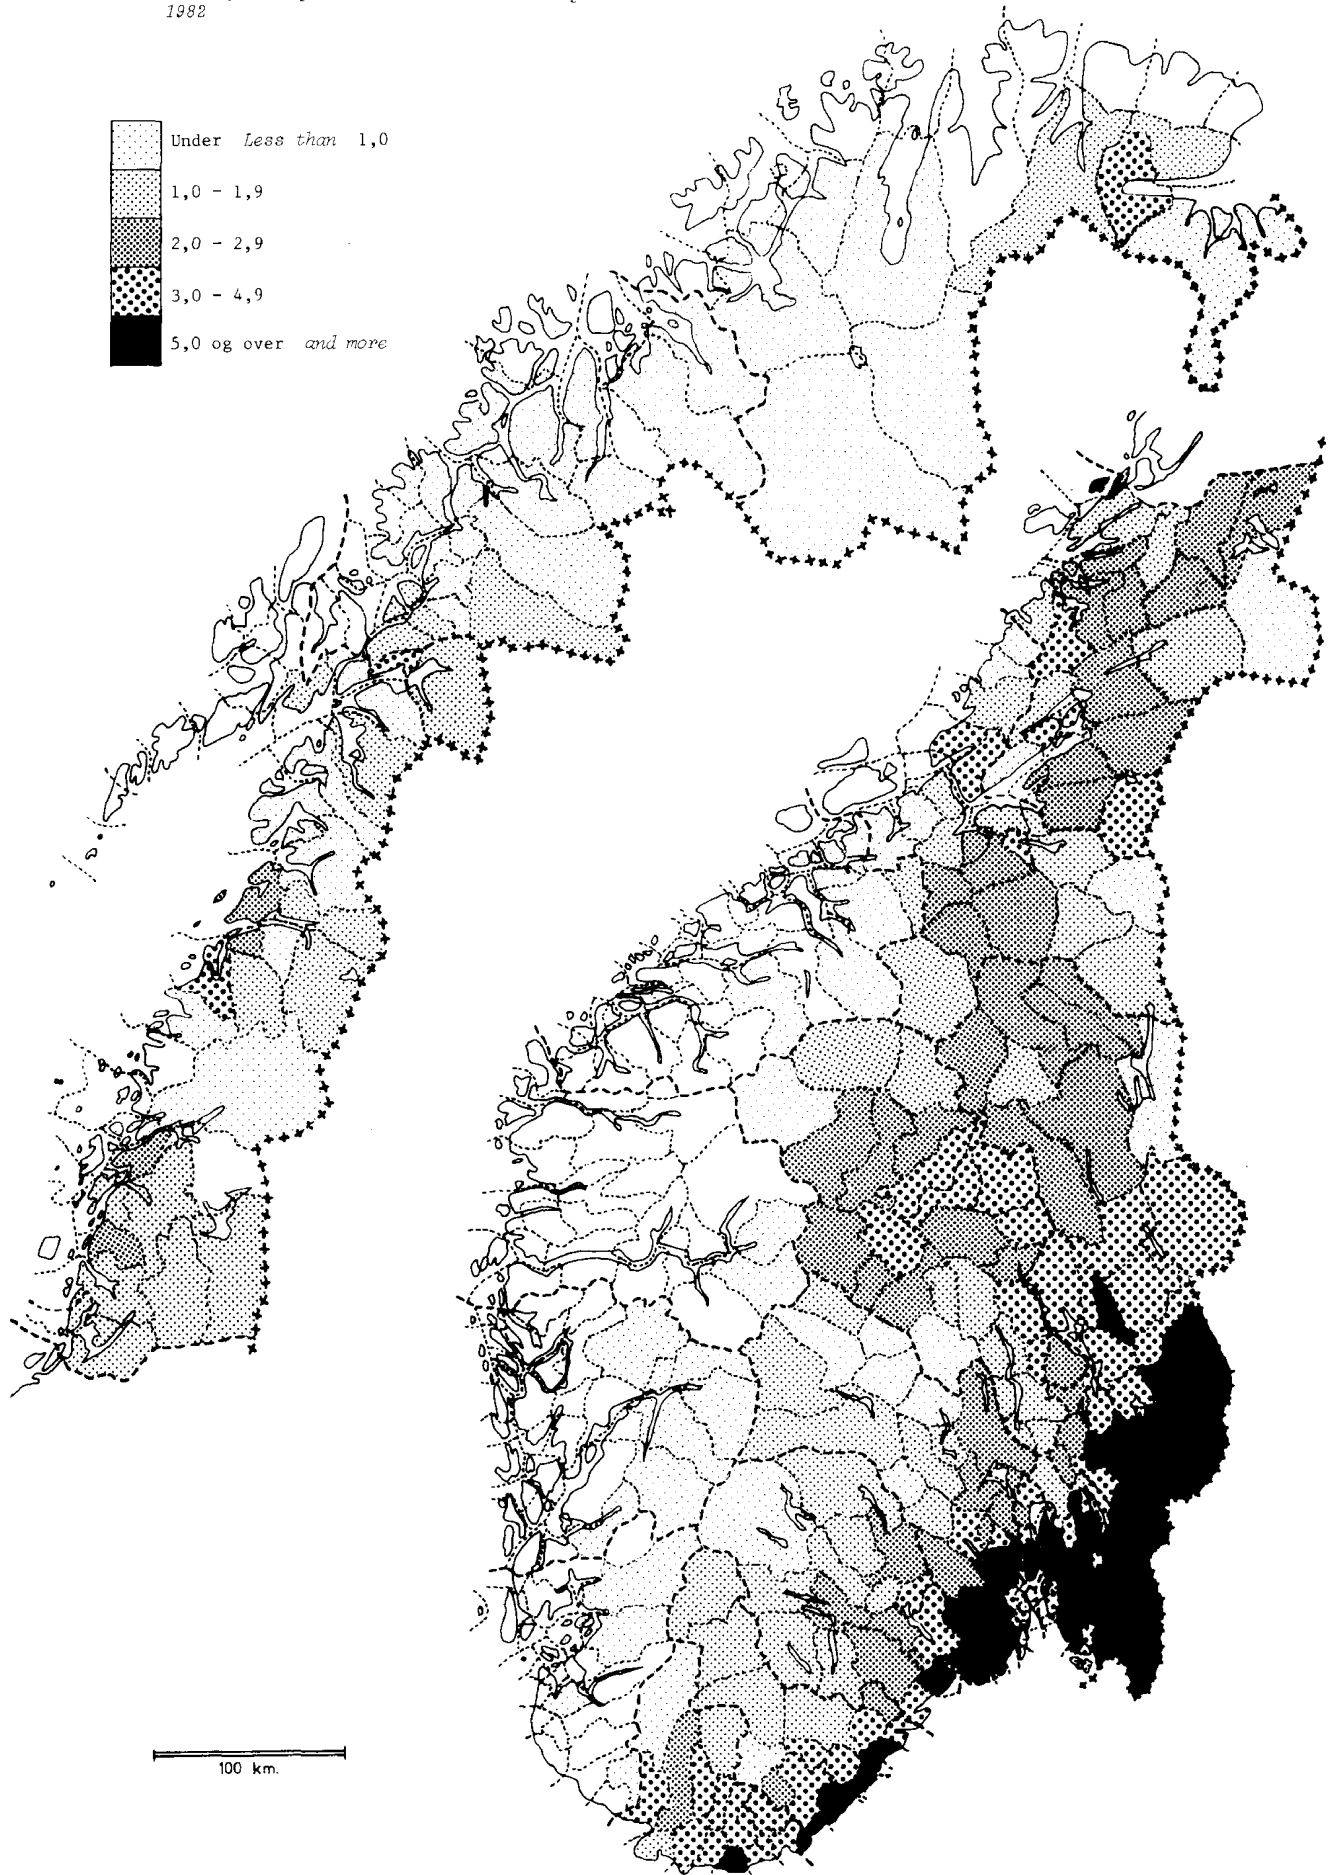 1982
Under Less than 1,0
1,0 - 1,9
2,0 - 2,9
3,0 - 4,9
5,0 og over and more
100 km.